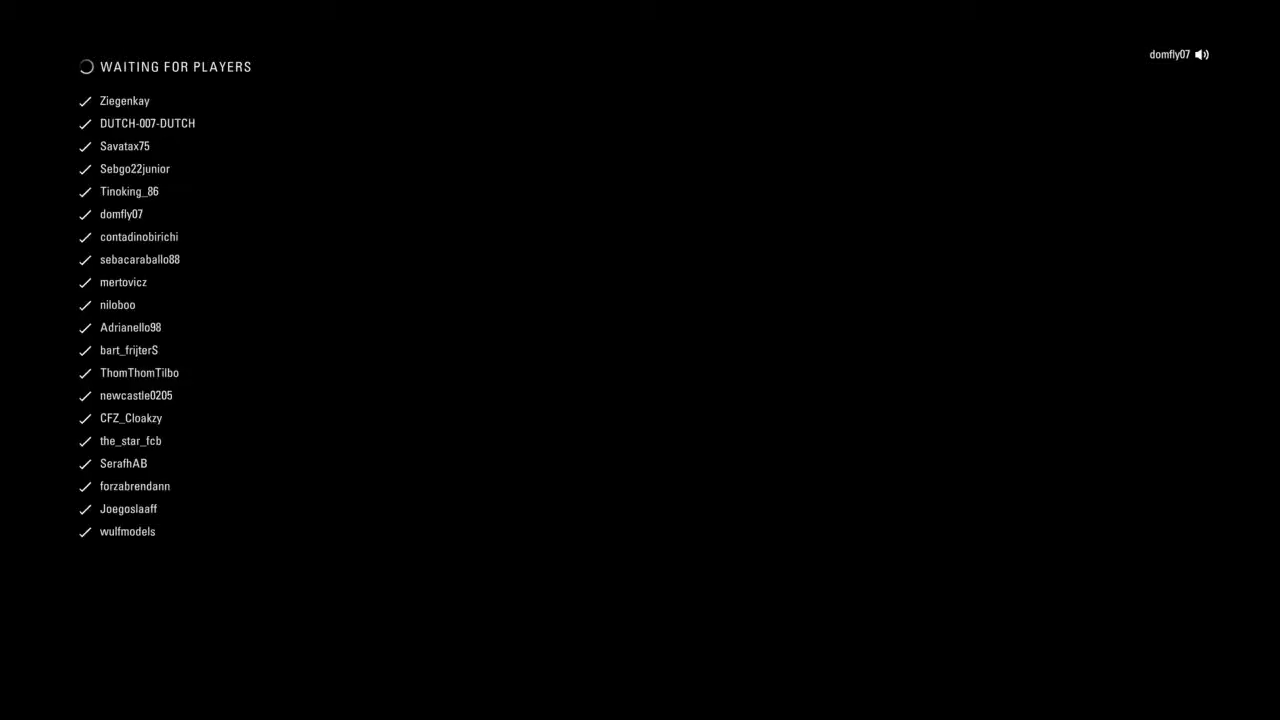 WAITING FOR PLAYERS
domfly07
Ziegenkay
DUTCH-007-DUTCH
Savatax75
Sebgo22junior
Tinoking_86
domfly07
contadinobirichi
sebacaraballo88
mertovicz
niloboo
Adrianello98
bart_frijterS
ThomThomTilbo
newcastle0205
CFZ_Cloakzy
the_star_fcb
SerafhAB
forzabrendann
Joegoslaaff
wulfmodels